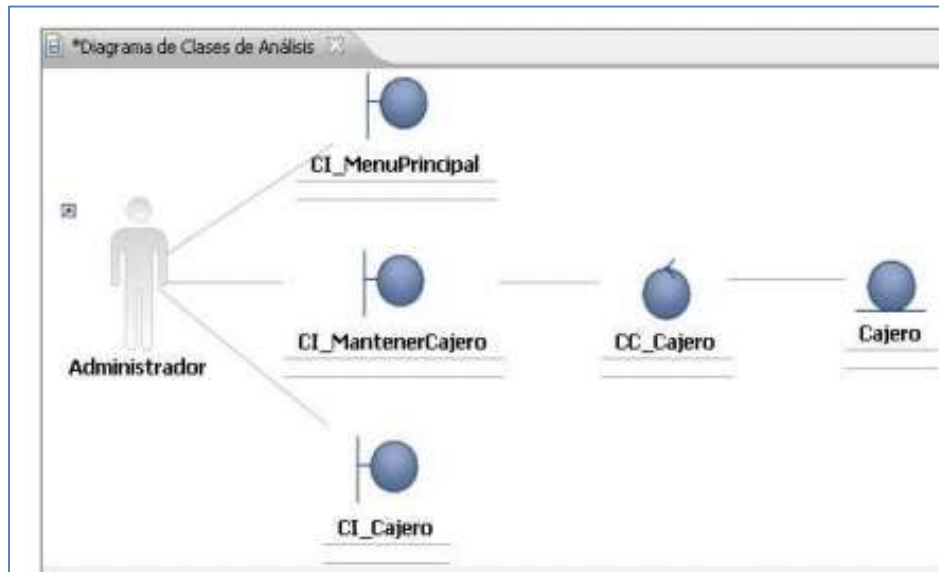 *Diagrama de Clases de Análisis
CI_MenuPrincipal
CI_MantenerCajero
CC_Cajero
Cajero
Administrador
CI_Cajero